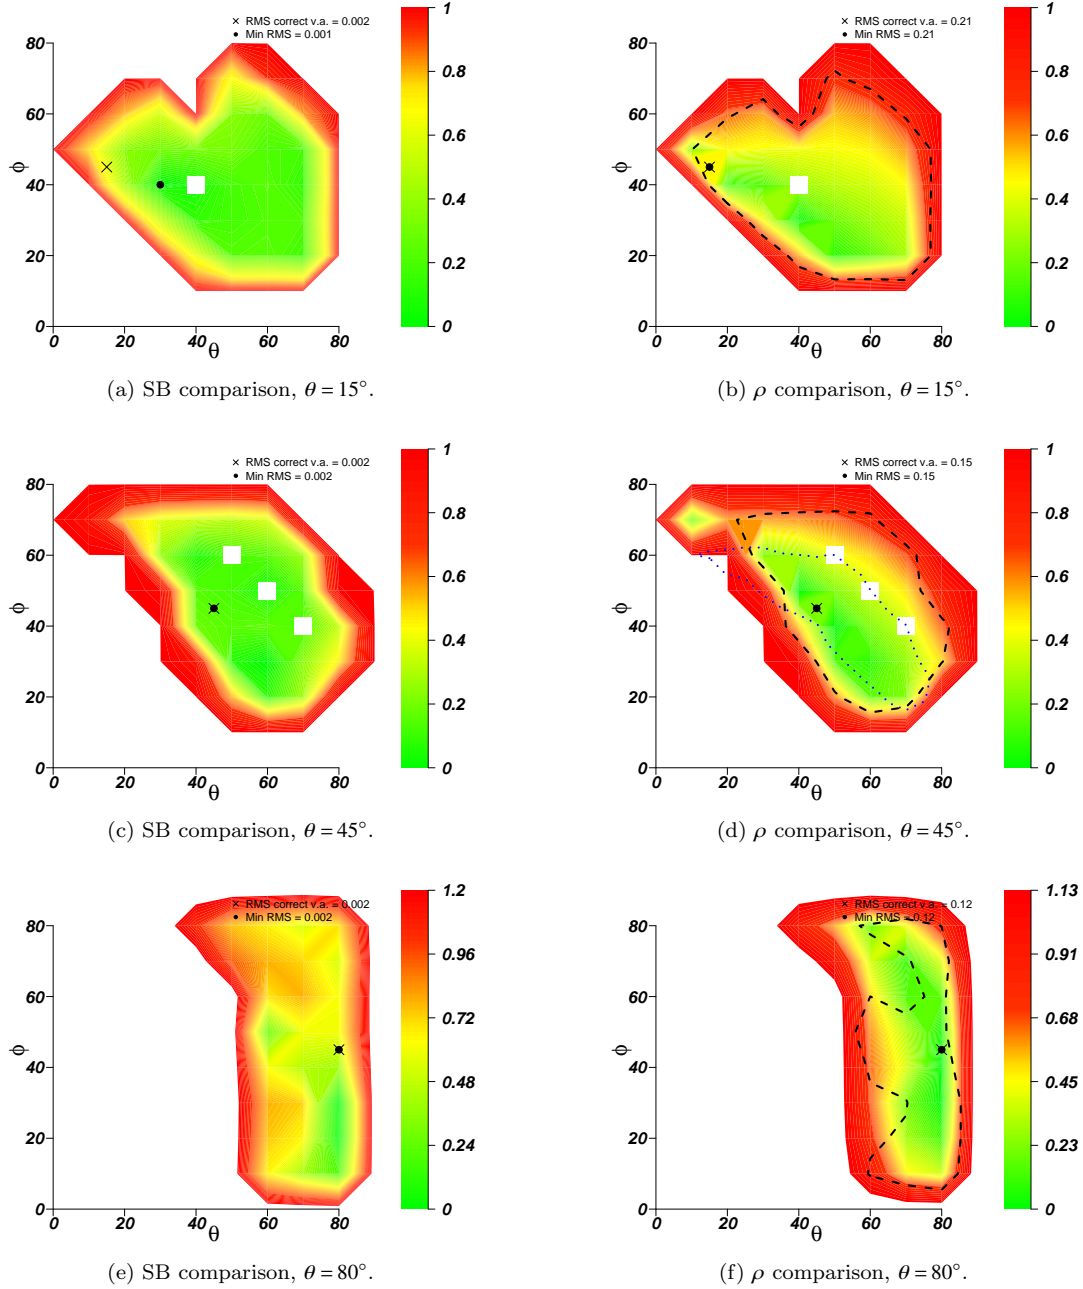 × RMS correct v.a. = 0.002
● Min RMS = 0.001
80
60
40
20
0
ϕ
0 20 40 60 80
θ
1
0.8
0.6
0.4
0.2
0
(a) SB comparison, θ = 15°.
× RMS correct v.a. = 0.21
● Min RMS = 0.21
80
60
40
20
0
ϕ
0 20 40 60 80
θ
1
0.8
0.6
0.4
0.2
0
(b) ρ comparison, θ = 15°.
× RMS correct v.a. = 0.002
● Min RMS = 0.002
80
60
40
20
0
ϕ
0 20 40 60 80
θ
1
0.8
0.6
0.4
0.2
0
(c) SB comparison, θ = 45°.
× RMS correct v.a. = 0.15
● Min RMS = 0.15
80
60
40
20
0
ϕ
0 20 40 60 80
θ
1
0.8
0.6
0.4
0.2
0
(d) ρ comparison, θ = 45°.
× RMS correct v.a. = 0.002
● Min RMS = 0.002
80
60
40
20
0
ϕ
0 20 40 60 80
θ
1.2
0.96
0.72
0.48
0.24
0
(e) SB comparison, θ = 80°.
× RMS correct v.a. = 0.12
● Min RMS = 0.12
80
60
40
20
0
ϕ
0 20 40 60 80
θ
1.13
0.91
0.68
0.45
0.23
0
(f) ρ comparison, θ = 80°.